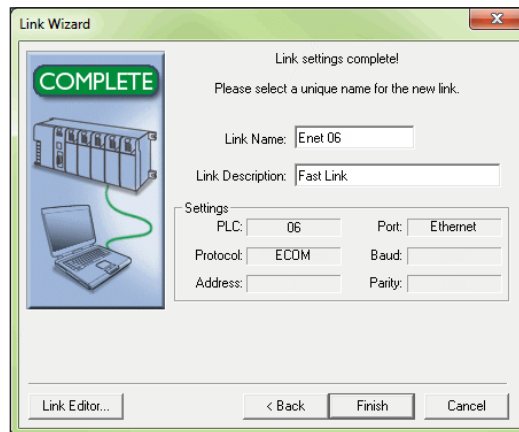 Link Wizard
COMPLETE
Link settings complete!
Please select a unique name for the new link.
Link Name: Enet 06
Link Description: Fast Link
Settings
PLC: 06 Port: Ethernet
Protocol: ECOM Baud:
Address: Parity:
Link Editor... < Back Finish Cancel